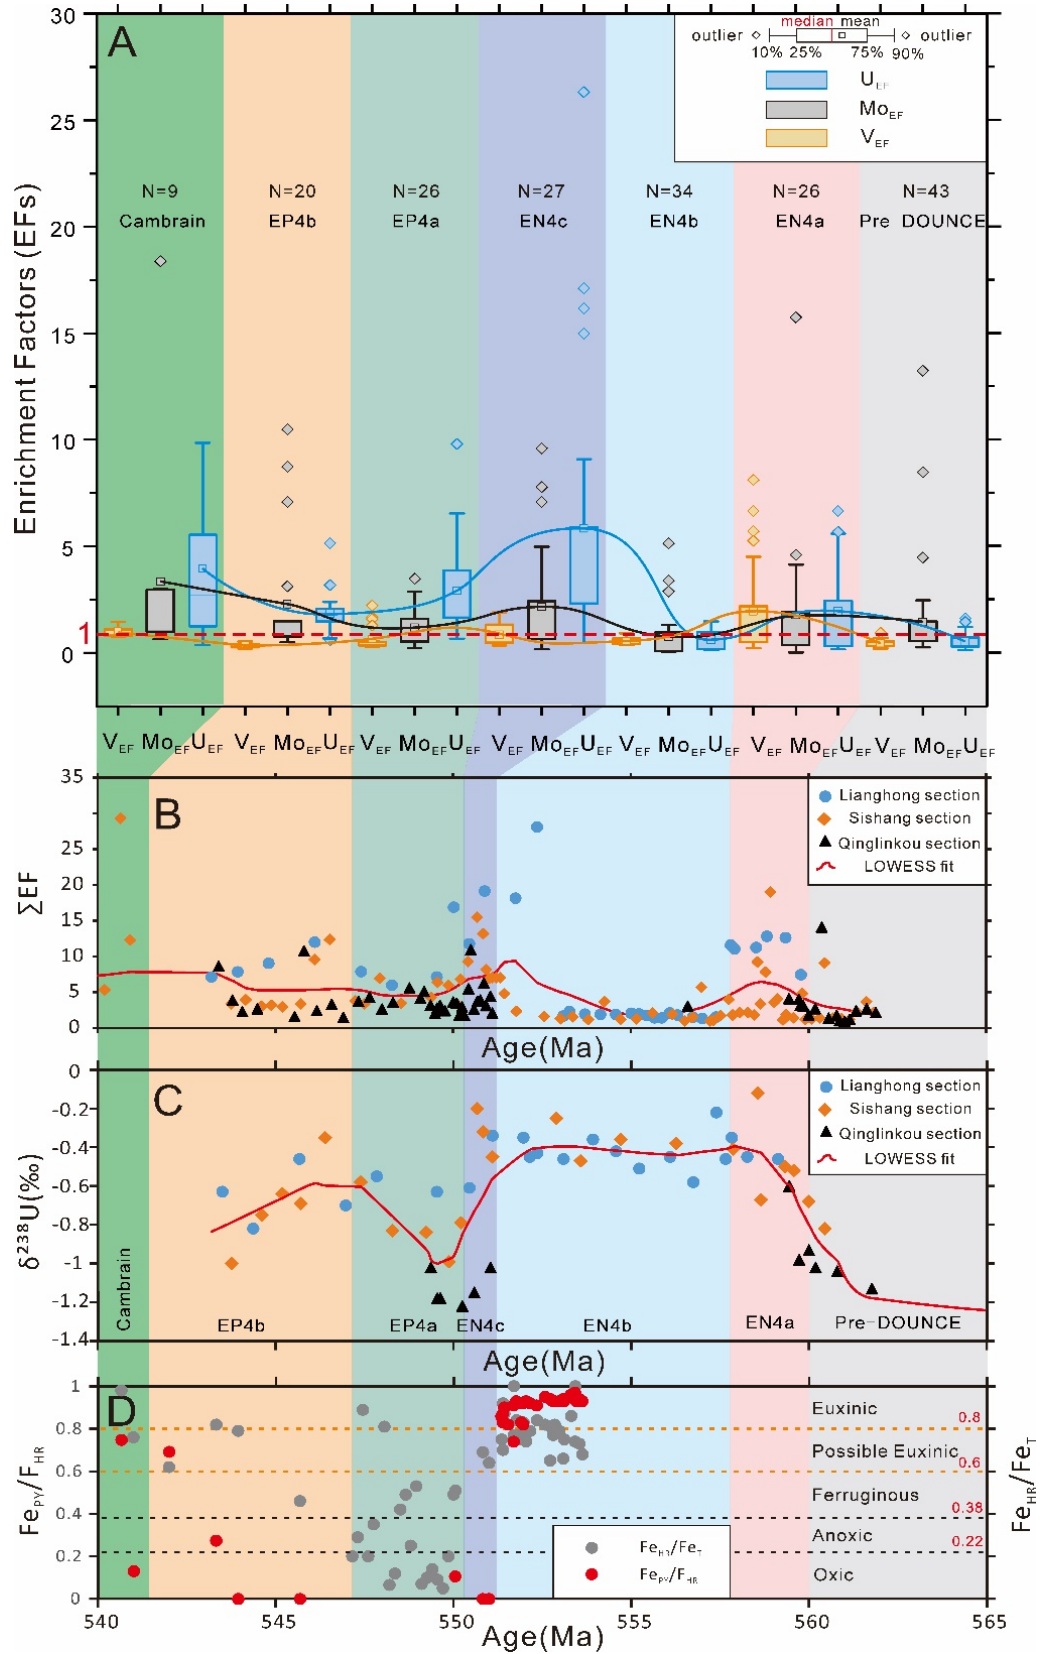 A
median mean
outlier 10% 25% 75% 90% outlier
U_EF
Mo_EF
V_EF
N=9 N=20 N=26 N=27 N=34 N=26 N=43
Cambrain EP4b EP4a EN4c EN4b EN4a Pre DOUNCE
Enrichment Factors (EFs)
30
25
20
15
10
5
1
0
V_EF Mo_EF U_EF V_EF Mo_EF U_EF V_EF Mo_EF U_EF V_EF Mo_EF U_EF V_EF Mo_EF U_EF V_EF Mo_EF U_EF V_EF Mo_EF U_EF
B
Lianghong section
Sishang section
Qinglinkou section
LOWESS fit
ΣEF
35
25
20
15
10
5
0
Age(Ma)
C
Lianghong section
Sishang section
Qinglinkou section
LOWESS fit
δ238U(‰)
0
-0.2
-0.4
-0.6
-0.8
-1
-1.2
-1.4
Cambrain EP4b EP4a EN4c EN4b EN4a Pre-DOUNCE
Age(Ma)
D
Fe_PY/F_HR
1
0.8
0.6
0.4
0.2
0
Euxinic 0.8
Possible Euxinic 0.6
Ferruginous 0.38
Anoxic 0.22
Oxic
Fe_HR/Fe_T
Fe_HR/Fe_T
Fe_PY/F_HR
540 545 550 555 560 565
Age(Ma)